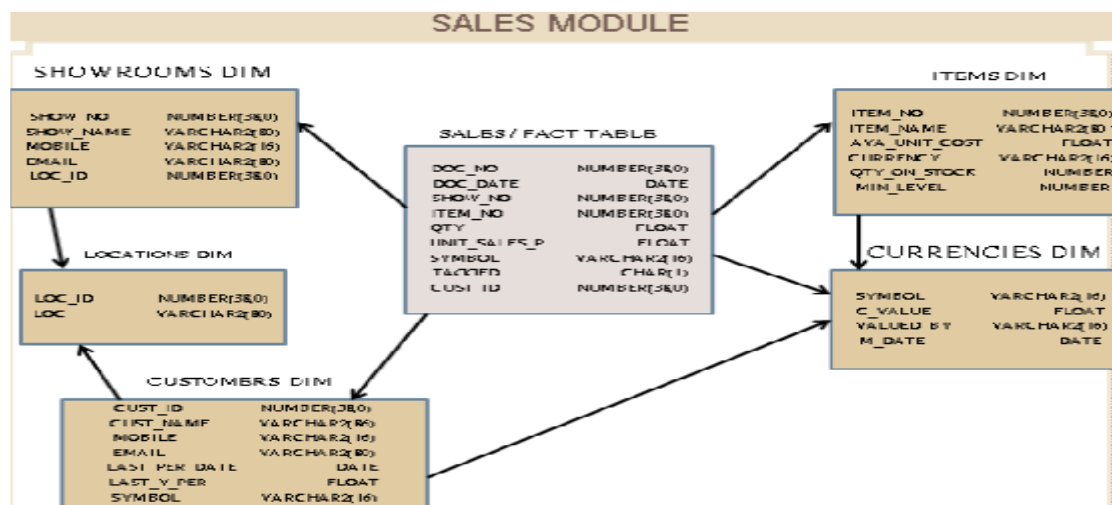 SALES MODULE
SHOWROOMS DIM
SHOW_NO NUMBER(38,0)
SHOW_NAME VARCHAR2(80)
MOBILE VARCHAR2(16)
EMAIL VARCHAR2(80)
LOC_ID NUMBER(38,0)
ITEMS DIM
ITEM_NO NUMBER(38,0)
ITEM_NAME VARCHAR2(80)
AVA_UNIT_COST FLOAT
CURRENCY VARCHAR2(16)
QTY_ON_STOCK NUMBER
MIN_LEVEL NUMBER
SALES / FACT TABLE
DOC_NO NUMBER(38,0)
DOC_DATE DATE
SHOW_NO NUMBER(38,0)
ITEM_NO NUMBER(38,0)
QTY FLOAT
UNIT_SALES_P FLOAT
SYMBOL VARCHAR2(16)
TAGGED CHAR(1)
CUST_ID NUMBER(38,0)
LOCATIONS DIM
LOC_ID NUMBER(38,0)
LOC VARCHAR2(80)
CURRENCIES DIM
SYMBOL VARCHAR2(16)
C_VALUE FLOAT
VALUED_BY VARCHAR2(16)
M_DATE DATE
CUSTOMERS DIM
CUST_ID NUMBER(38,0)
CUST_NAME
MOBILE VARCHAR2(16)
EMAIL VARCHAR2(80)
LAST_PER_DATE DATE
LAST_V_PER FLOAT
SYMBOL VARCHAR2(16)